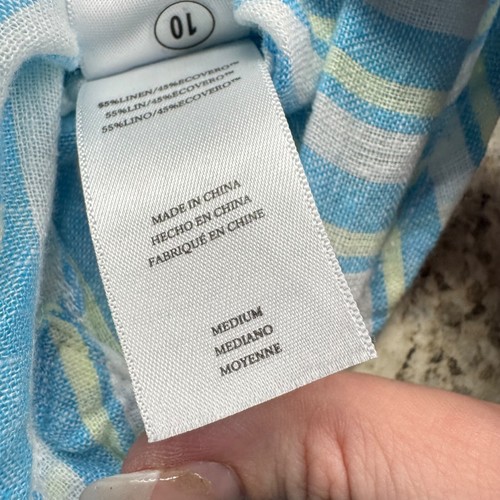 10
55%LINEN/45%ECOVERO™
55%LIN/45%ECOVERO™
55%LINO/45%ECOVERO™
MADE IN CHINA
HECHO EN CHINA
FABRIQUÉ EN CHINE
MEDIUM
MEDIANO
MOYENNE